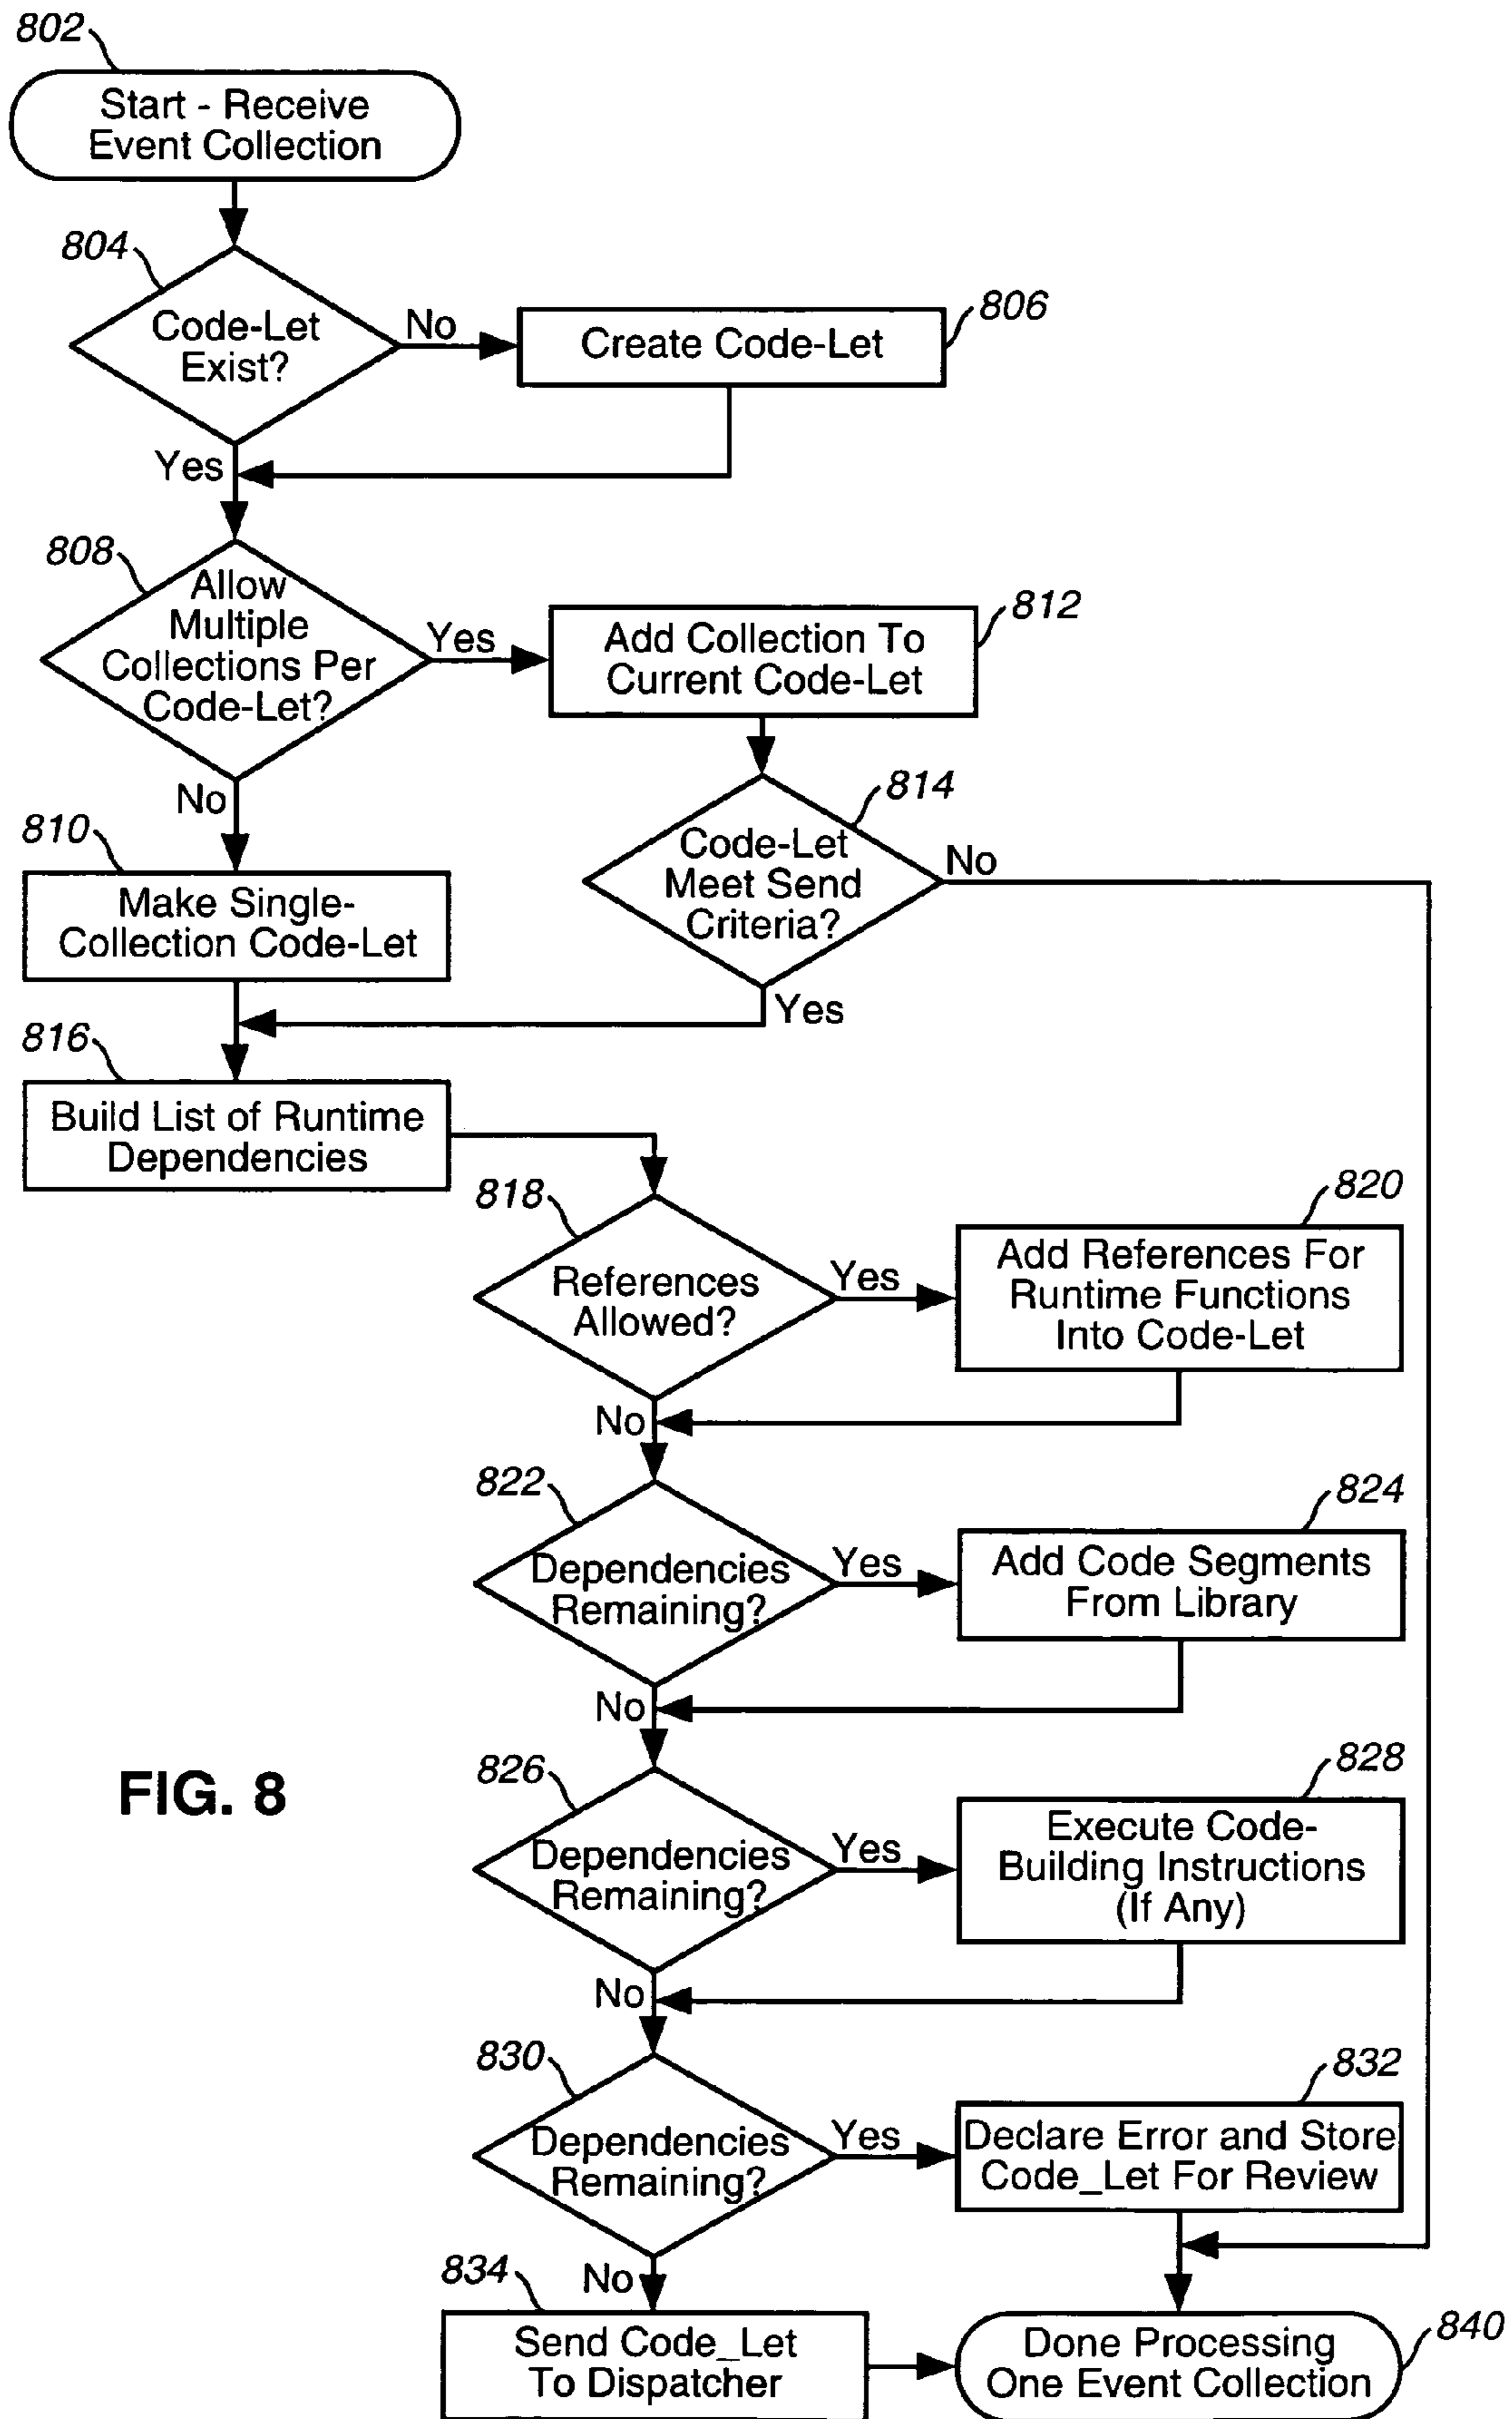 802
Start - Receive
Event Collection
804
Code-Let
Exist?
No
806
Create Code-Let
Yes
808
Allow
Multiple
Collections Per
Code-Let?
Yes
812
Add Collection To
Current Code-Let
No
814
Code-Let
Meet Send
Criteria?
No
810
Make Single-
Collection Code-Let
Yes
816
Build List of Runtime
Dependencies
818
References
Allowed?
Yes
820
Add References For
Runtime Functions
Into Code-Let
No
822
Dependencies
Remaining?
Yes
824
Add Code Segments
From Library
No
FIG. 8
826
Dependencies
Remaining?
Yes
828
Execute Code-
Building Instructions
(If Any)
No
830
Dependencies
Remaining?
Yes
832
Declare Error and Store
Code_Let For Review
No
834
Send Code_Let
To Dispatcher
840
Done Processing
One Event Collection